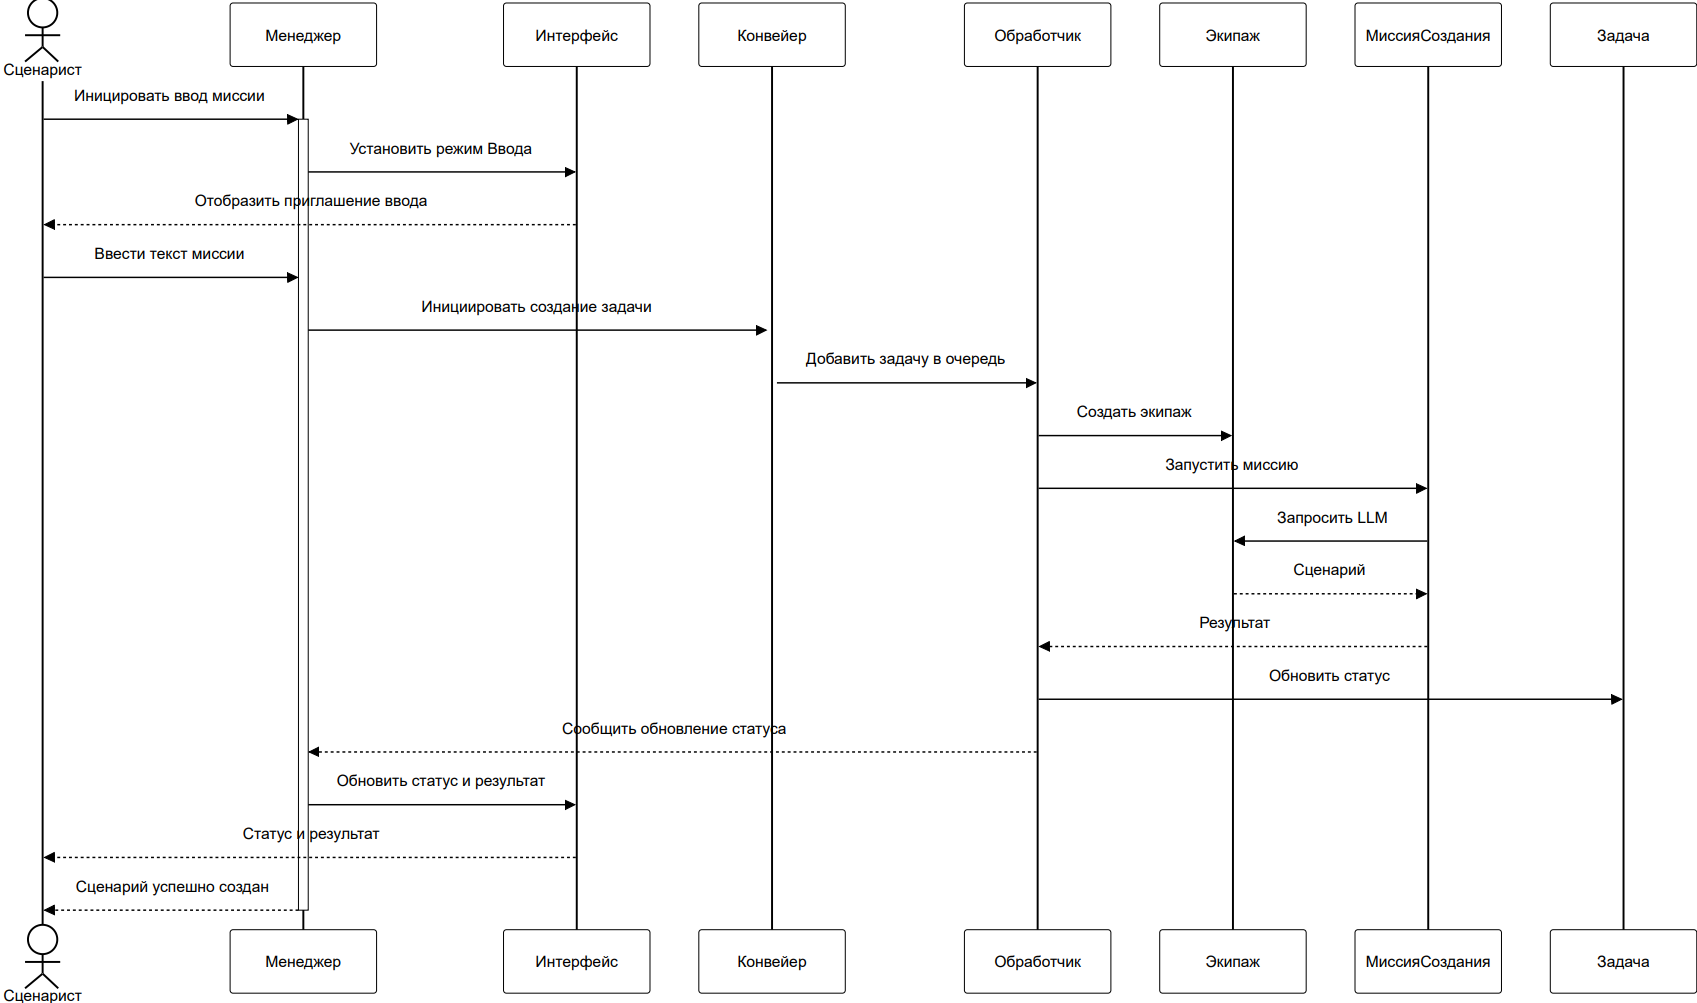 Сценарист
Менеджер
Интерфейс
Конвейер
Обработчик
Экипаж
МиссияСоздания
Задача
Иницировать ввод миссии
Установить режим Ввода
Отобразить приглашение ввода
Ввести текст миссии
Инициировать создание задачи
Добавить задачу в очередь
Создать экипаж
Запустить миссию
Запросить LLM
Сценарий
Результат
Обновить статус
Сообщить обновление статуса
Обновить статус и результат
Статус и результат
Сценарий успешно создан
Сценарист
Менеджер
Интерфейс
Конвейер
Обработчик
Экипаж
МиссияСоздания
Задача